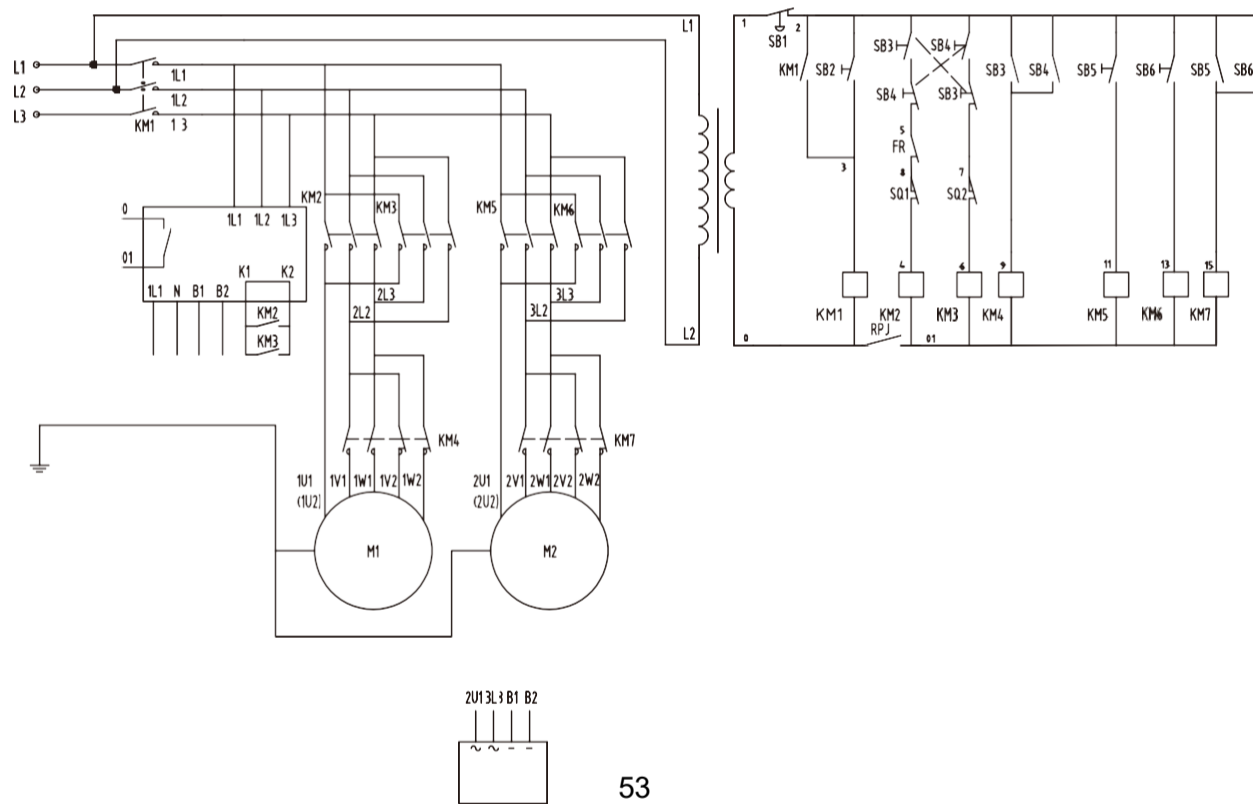 L1
1
2
SB1
L1
L2
L3
1L1
1L2
KM1
1 3
KM1
SB2
SB3
SB4
SB4
SB3
SB3
SB4
SB5
SB6
SB5
SB6
5
FR
3
8
7
SQ1
SQ2
KM2
KM3
KM5
KM6
0
01
1L1
1L2
1L3
K1
K2
1L1
N
B1
B2
KM2
KM3
2L3
2L2
3L3
3L2
4
6
9
11
13
15
KM1
KM2
KM3
KM4
KM5
KM6
KM7
L2
0
RPJ
01
KM4
KM7
1U1
(1U2)
1V1
1W1
1V2
1W2
2U1
(2U2)
2V1
2W1
2V2
2W2
M1
M2
2U1 3L3 B1 B2
~ ~ - -
53